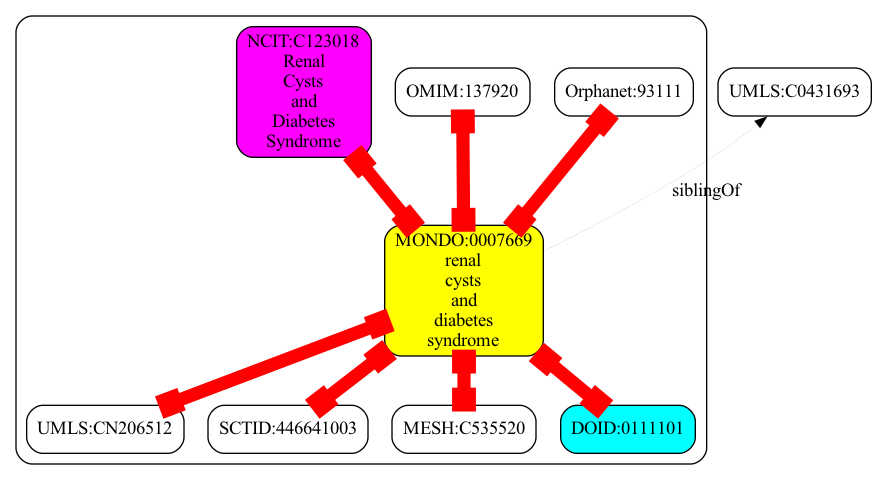 NCIT:C123018
Renal
Cysts
and
Diabetes
Syndrome
OMIM:137920
Orphanet:93111
UMLS:C0431693
siblingOf
MONDO:0007669
renal
cysts
and
diabetes
syndrome
UMLS:CN206512
SCTID:446641003
MESH:C535520
DOID:0111101